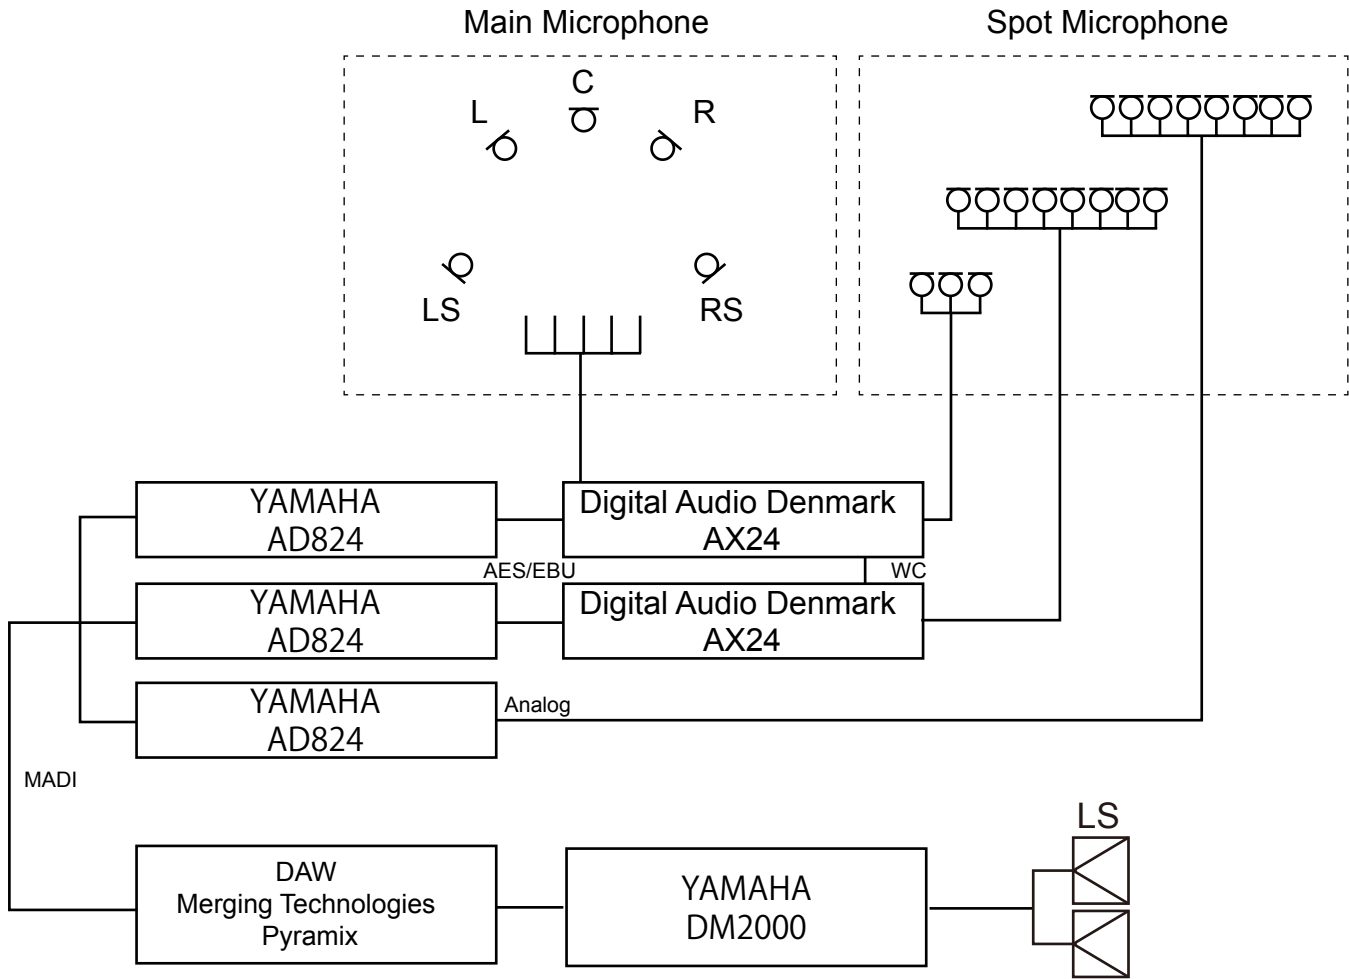 Main Microphone
Spot Microphone
C
L
R
LS
RS
YAMAHA
AD824
Digital Audio Denmark
AX24
AES/EBU
WC
YAMAHA
AD824
Digital Audio Denmark
AX24
YAMAHA
AD824
Analog
MADI
LS
DAW
Merging Technologies
Pyramix
YAMAHA
DM2000